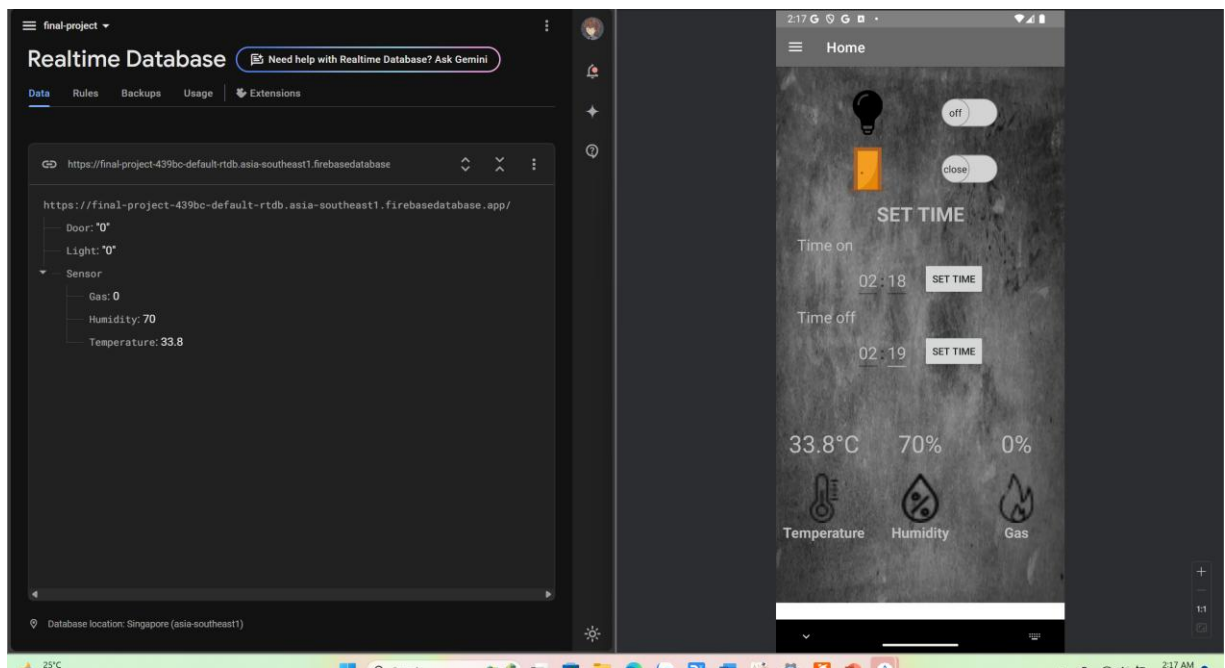 final-project
Realtime Database
Need help with Realtime Database? Ask Gemini
Data Rules Backups Usage Extensions
https://final-project-439bc-default-rtdb.asia-southeast1.firebasedatabase
https://final-project-439bc-default-rtdb.asia-southeast1.firebasedatabase.app/
Door: "0"
Light: "0"
Sensor
Gas: 0
Humidity: 70
Temperature: 33.8
Database location: Singapore (asia-southeast1)
2:17
Home
off
close
SET TIME
Time on
02 : 18 SET TIME
Time off
02 : 19 SET TIME
33.8°C 70% 0%
Temperature Humidity Gas
1:1
25°C
2:17 AM